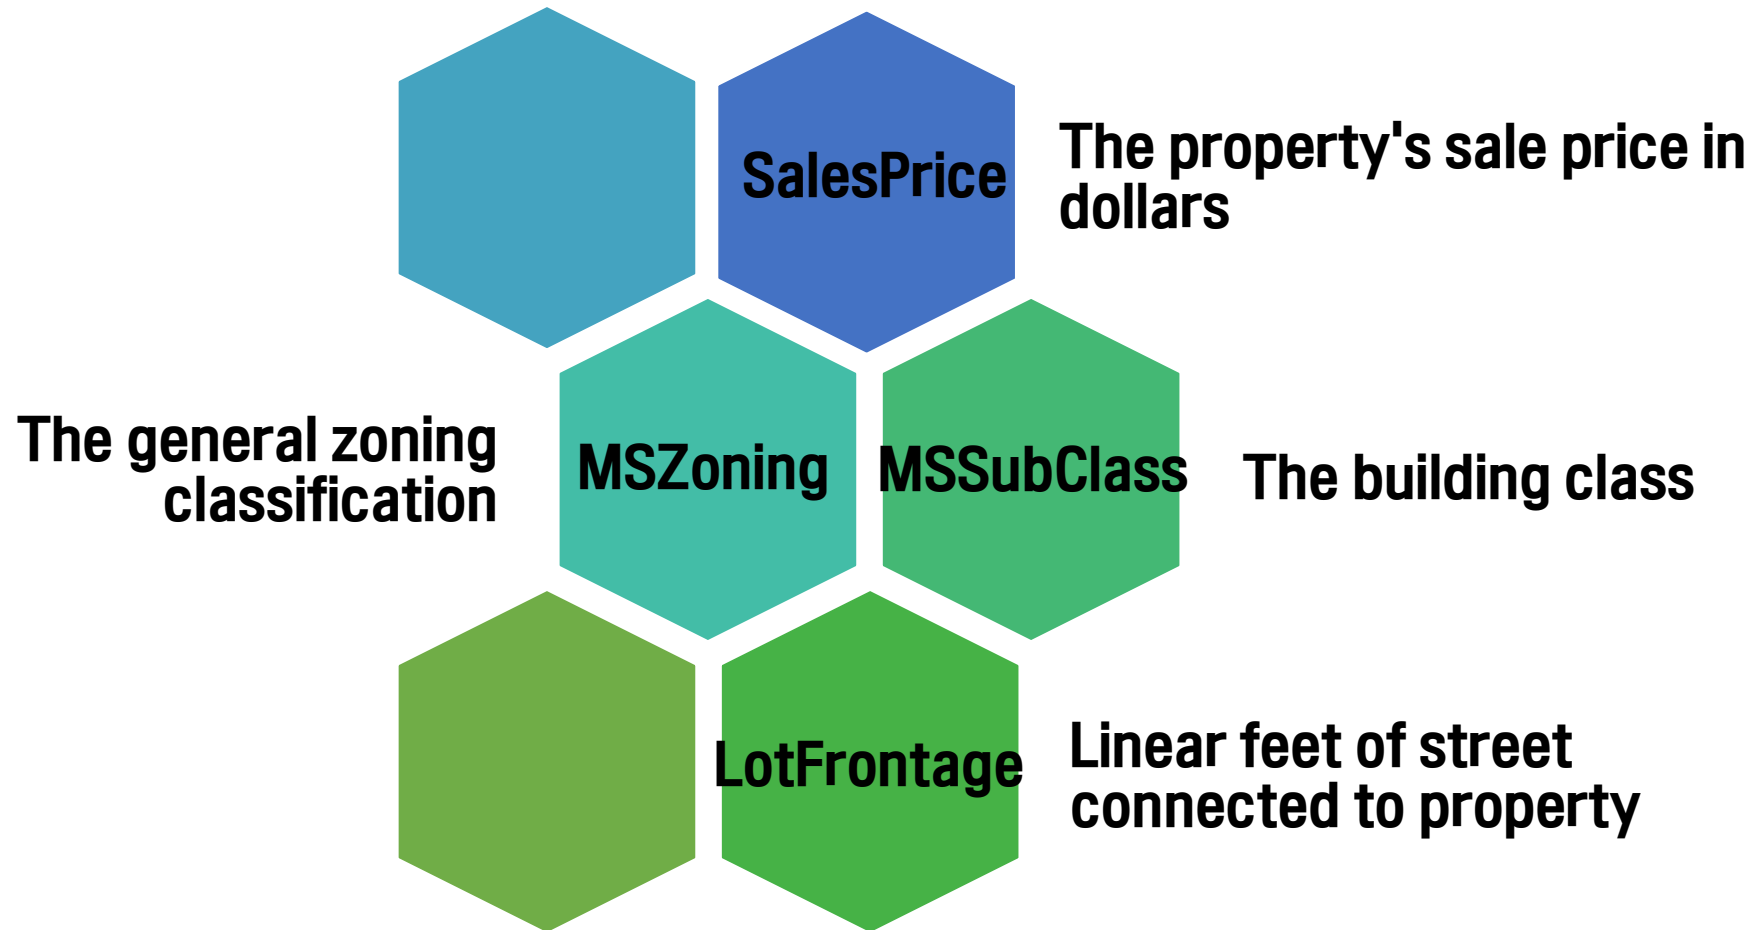 SalesPrice
The property's sale price in
dollars
The general zoning
classification
MSZoning
MSSubClass
The building class
LotFrontage
Linear feet of street
connected to property